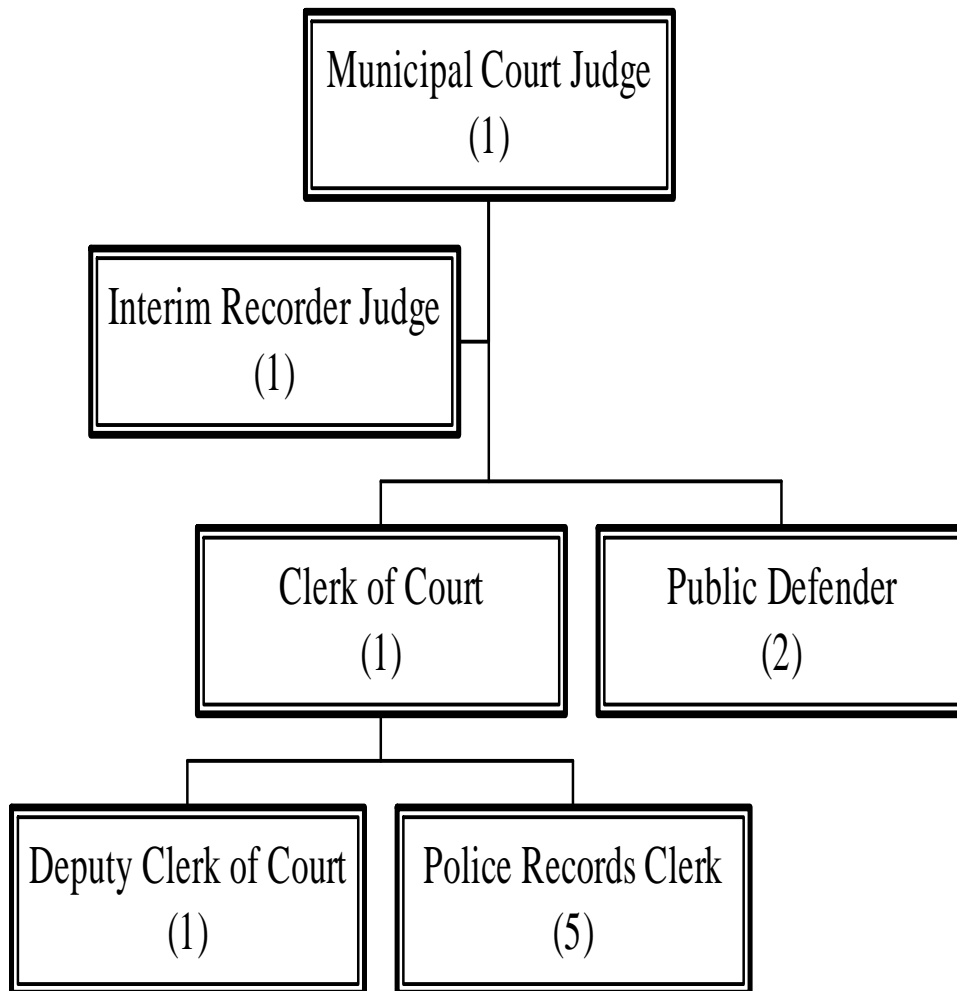 Municipal Court Judge
(1)
Interim Recorder Judge
(1)
Clerk of Court
(1)
Public Defender
(2)
Deputy Clerk of Court
(1)
Police Records Clerk
(5)